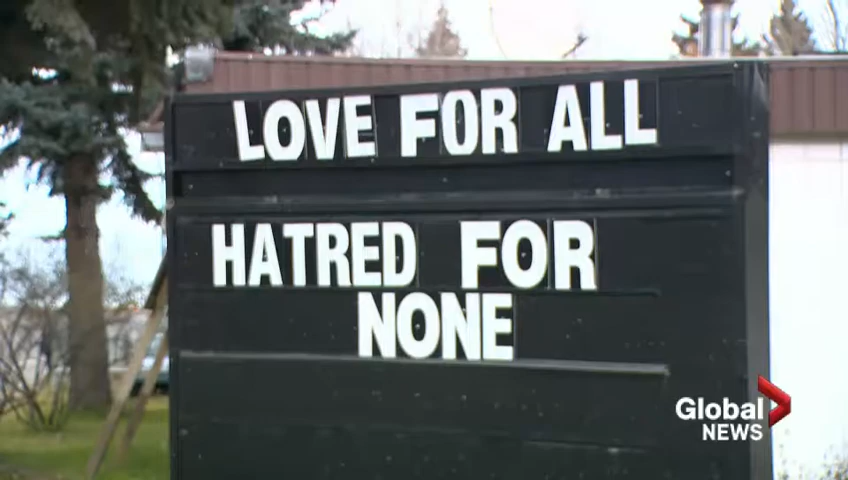 LOVE FOR ALL
HATRED FOR
NONE
Global
NEWS